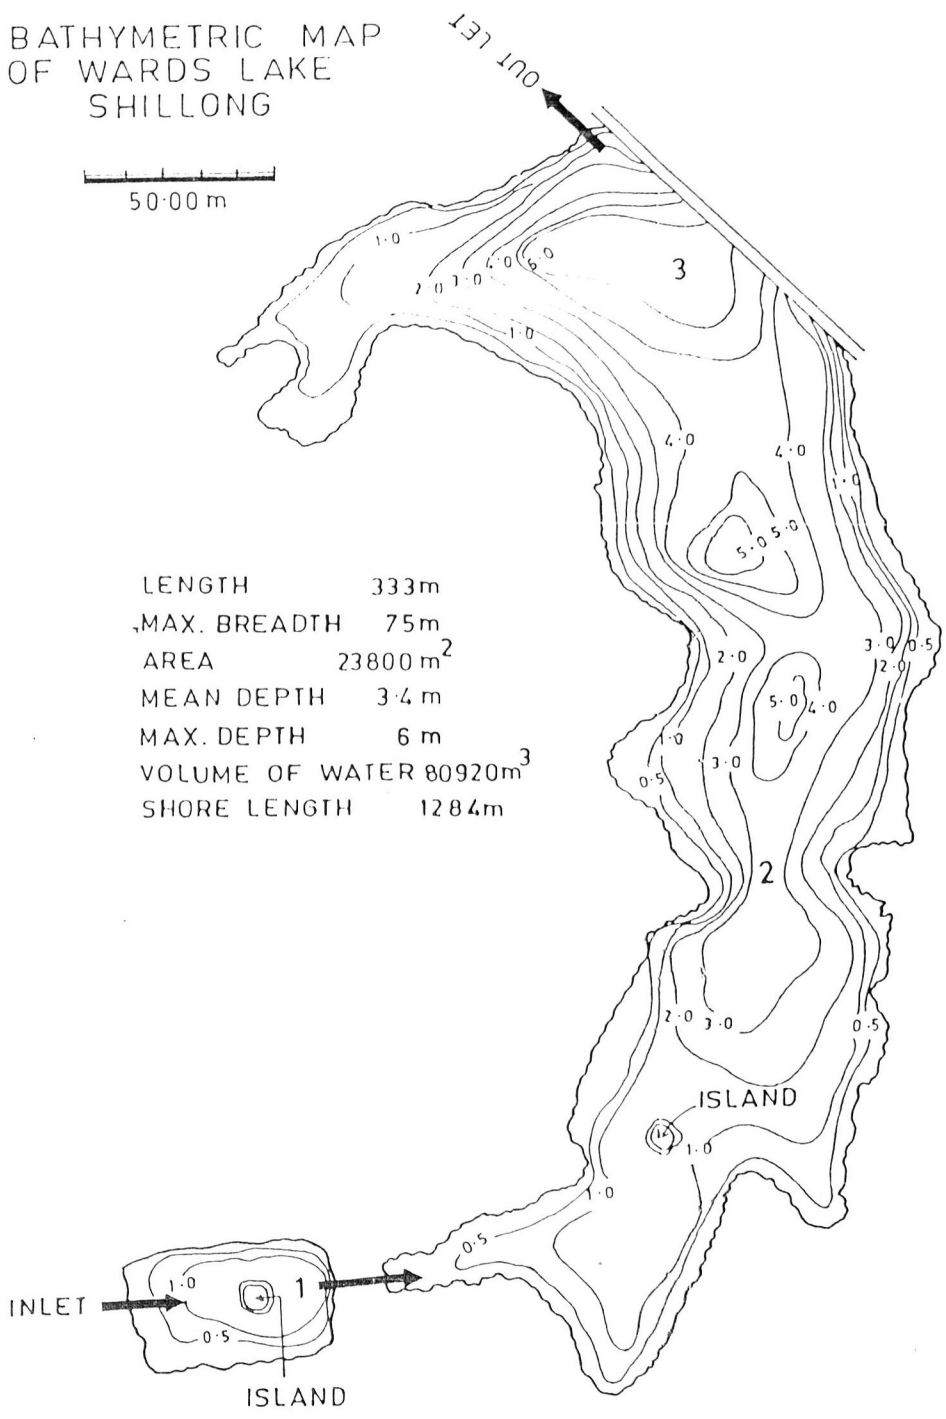 BATHYMETRIC MAP
OF WARDS LAKE
SHILLONG
50·00 m
OUT LET
1·0
2·0 3·0 4·0 5·0
3
1·0
4·0
4·0
1·0
5·0 5·0
LENGTH 333m
MAX. BREADTH 75m
AREA 23800 m²
MEAN DEPTH 3·4 m
MAX. DEPTH 6 m
VOLUME OF WATER 80920m³
SHORE LENGTH 1284m
2·0
3·0 0·5
2·0
5·0 4·0
1·0
3·0
0·5
2
2·0 3·0
0·5
ISLAND
1·0
1·0
0·5
1·0
1
INLET
0·5
ISLAND